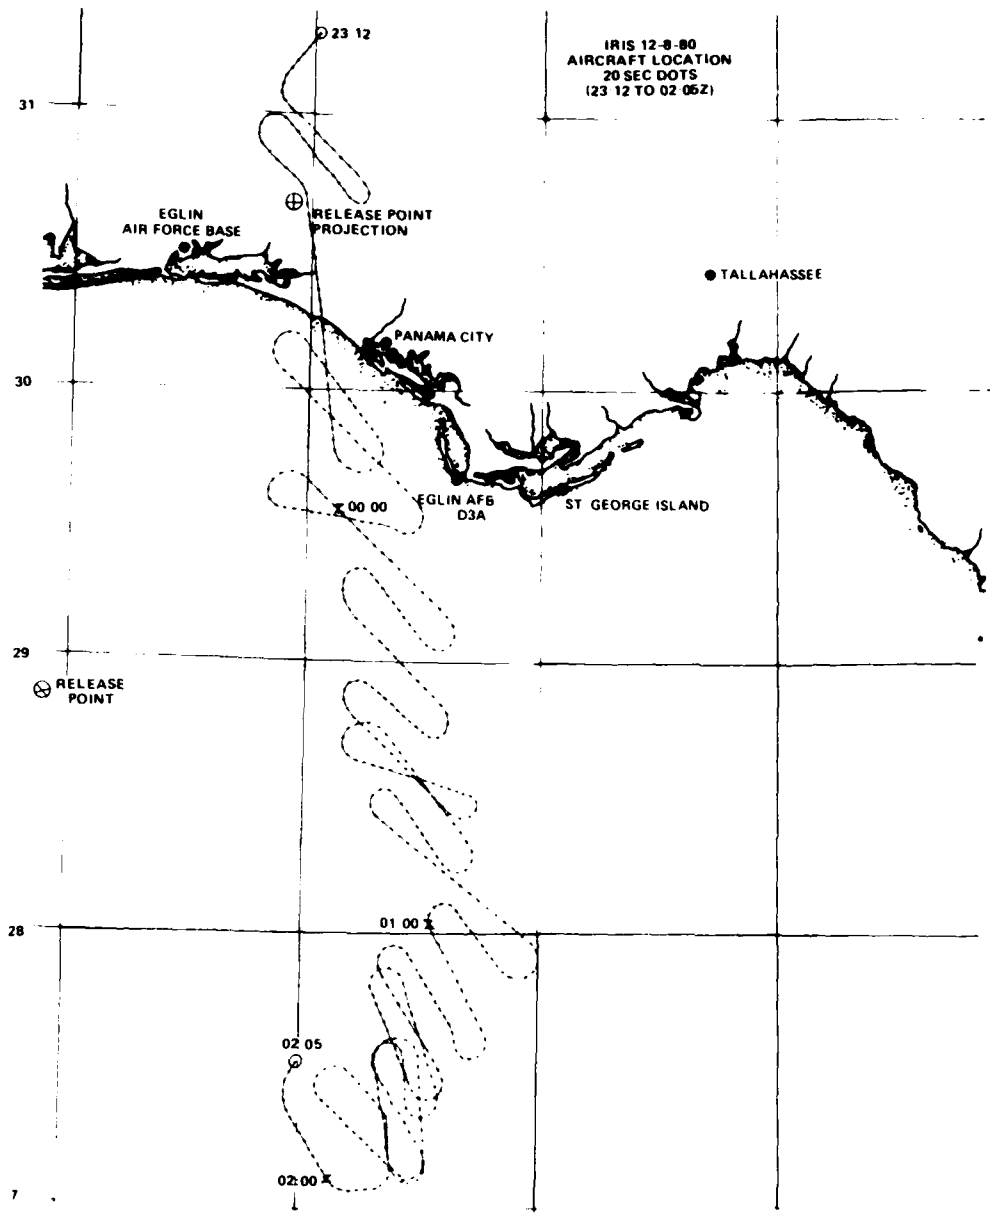 23 12
IRIS 12-8-80
AIRCRAFT LOCATION
20 SEC DOTS
(23 12 TO 02 05Z)
31
EGLIN
AIR FORCE BASE
RELEASE POINT
PROJECTION
TALLAHASSEE
PANAMA CITY
30
EGLIN AFB
D3A
00 00
ST GEORGE ISLAND
29
RELEASE
POINT
28
01 00
02 05
02:00
7